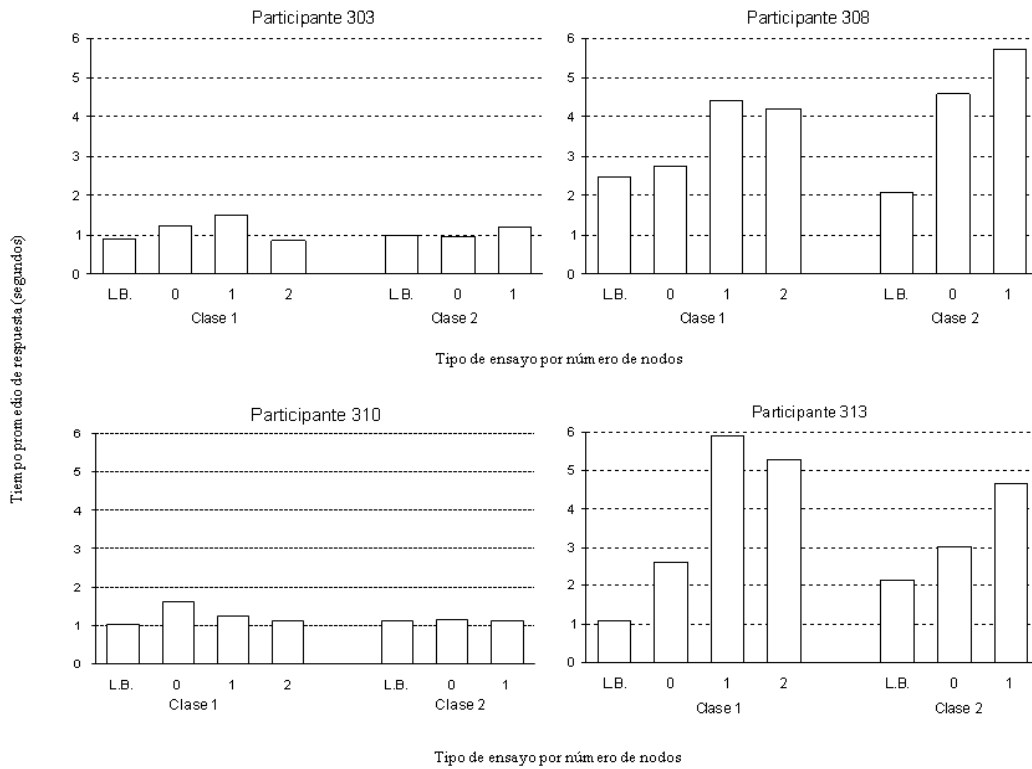 Participante 303
6
5
4
3
2
1
0
L.B. 0 1 2 L.B. 0 1
Clase 1 Clase 2
Participante 308
6
5
4
3
2
1
0
L.B. 0 1 2 L.B. 0 1
Clase 1 Clase 2
Tipo de ensayo por número de nodos
Tiempo promedio de respuesta (segundos)
Participante 310
6
5
4
3
2
1
0
L.B. 0 1 2 L.B. 0 1
Clase 1 Clase 2
Participante 313
6
5
4
3
2
1
0
L.B. 0 1 2 L.B. 0 1
Clase 1 Clase 2
Tipo de ensayo por número de nodos